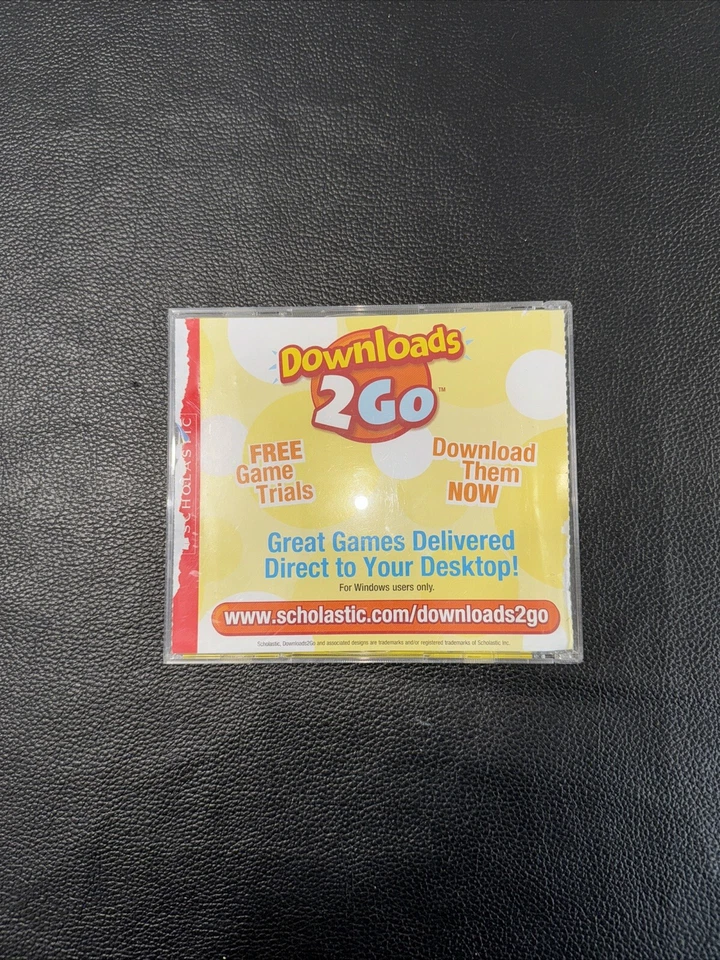 Downloads
2Go™
SCHOLASTIC
FREE
Game
Trials
Download
Them
NOW
Great Games Delivered
Direct to Your Desktop!
For Windows users only.
www.scholastic.com/downloads2go
Scholastic, Downloads2Go and associated designs are trademarks and/or registered trademarks of Scholastic Inc.